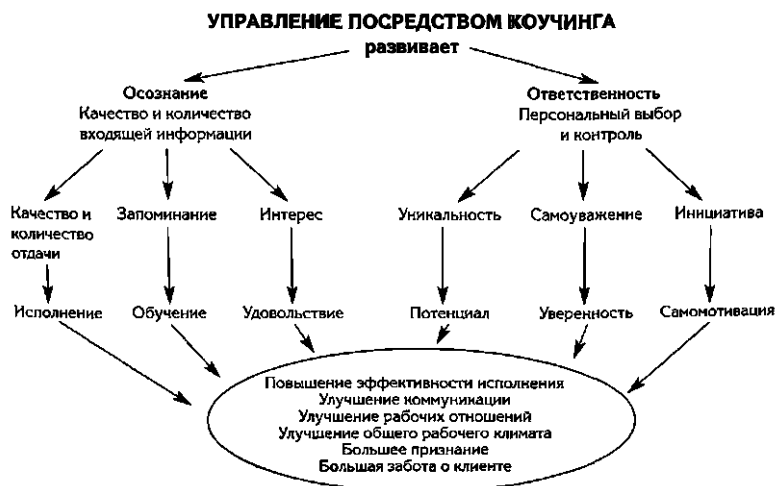 УПРАВЛЕНИЕ ПОСРЕДСТВОМ КОУЧИНГА
развивает
Осознание
Качество и количество
входящей информации
Ответственность
Персональный выбор
и контроль
Качество и
количество
отдачи
Запоминание
Интерес
Уникальность
Самоуважение
Инициатива
Исполнение
Обучение
Удовольствие
Потенциал
Уверенность
Самомотивация
Повышение эффективности исполнения
Улучшение коммуникации
Улучшение рабочих отношений
Улучшение общего рабочего климата
Большее признание
Большая забота о клиенте